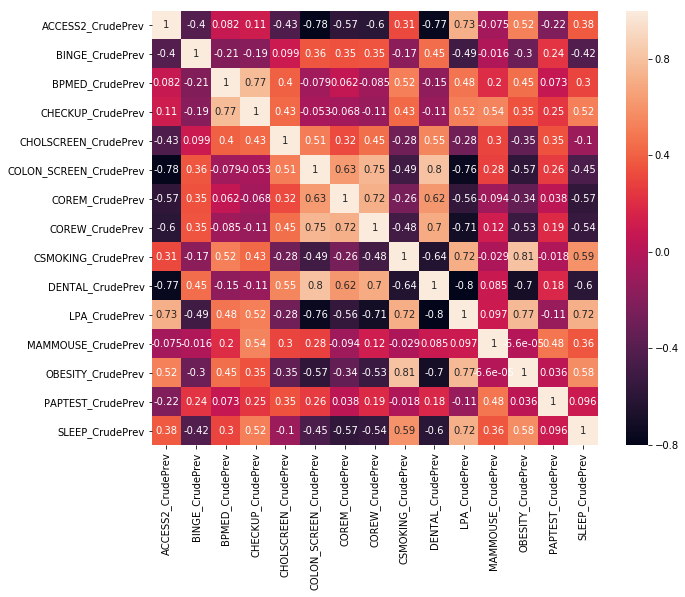 ACCESS2_CrudePrev 1 -0.4 0.082 0.11 -0.43 -0.78 -0.57 -0.6 0.31 -0.77 0.73 -0.075 0.52 -0.22 0.38
BINGE_CrudePrev -0.4 1 -0.21 -0.19 0.099 0.36 0.35 0.35 -0.17 0.45 -0.49 -0.016 -0.3 0.24 -0.42
0.8
BPMED_CrudePrev 0.082 -0.21 1 0.77 0.4 -0.079 0.062 -0.085 0.52 -0.15 0.48 0.2 0.45 0.073 0.3
CHECKUP_CrudePrev 0.11 -0.19 0.77 1 0.43 -0.053 -0.068 -0.11 0.43 -0.11 0.52 0.54 0.35 0.25 0.52
CHOLSCREEN_CrudePrev -0.43 0.099 0.4 0.43 1 0.51 0.32 0.45 -0.28 0.55 -0.28 0.3 -0.35 0.35 -0.1
0.4
COLON_SCREEN_CrudePrev -0.78 0.36 -0.079 -0.053 0.51 1 0.63 0.75 -0.49 0.8 -0.76 0.28 -0.57 0.26 -0.45
COREM_CrudePrev -0.57 0.35 0.062 -0.068 0.32 0.63 1 0.72 -0.26 0.62 -0.56 -0.094 -0.34 0.038 -0.57
COREW_CrudePrev -0.6 0.35 -0.085 -0.11 0.45 0.75 0.72 1 -0.48 0.7 -0.71 0.12 -0.53 0.19 -0.54
0.0
CSMOKING_CrudePrev 0.31 -0.17 0.52 0.43 -0.28 -0.49 -0.26 -0.48 1 -0.64 0.72 -0.029 0.81 -0.018 0.59
DENTAL_CrudePrev -0.77 0.45 -0.15 -0.11 0.55 0.8 0.62 0.7 -0.64 1 -0.8 0.085 -0.7 0.18 -0.6
LPA_CrudePrev 0.73 -0.49 0.48 0.52 -0.28 -0.76 -0.56 -0.71 0.72 -0.8 1 0.097 0.77 -0.11 0.72
MAMMOUSE_CrudePrev -0.075 -0.016 0.2 0.54 0.3 0.28 -0.094 0.12 -0.029 0.085 0.097 1 0.48 0.36
-0.4
OBESITY_CrudePrev 0.52 -0.3 0.45 0.35 -0.35 -0.57 -0.34 -0.53 0.81 -0.7 0.77 1 0.036 0.58
PAPTEST_CrudePrev -0.22 0.24 0.073 0.25 0.35 0.26 0.038 0.19 -0.018 0.18 -0.11 0.48 0.036 1 0.096
SLEEP_CrudePrev 0.38 -0.42 0.3 0.52 -0.1 -0.45 -0.57 -0.54 0.59 -0.6 0.72 0.36 0.58 0.096 1
-0.8
ACCESS2_CrudePrev
BINGE_CrudePrev
BPMED_CrudePrev
CHECKUP_CrudePrev
CHOLSCREEN_CrudePrev
COLON_SCREEN_CrudePrev
COREM_CrudePrev
COREW_CrudePrev
CSMOKING_CrudePrev
DENTAL_CrudePrev
LPA_CrudePrev
MAMMOUSE_CrudePrev
OBESITY_CrudePrev
PAPTEST_CrudePrev
SLEEP_CrudePrev